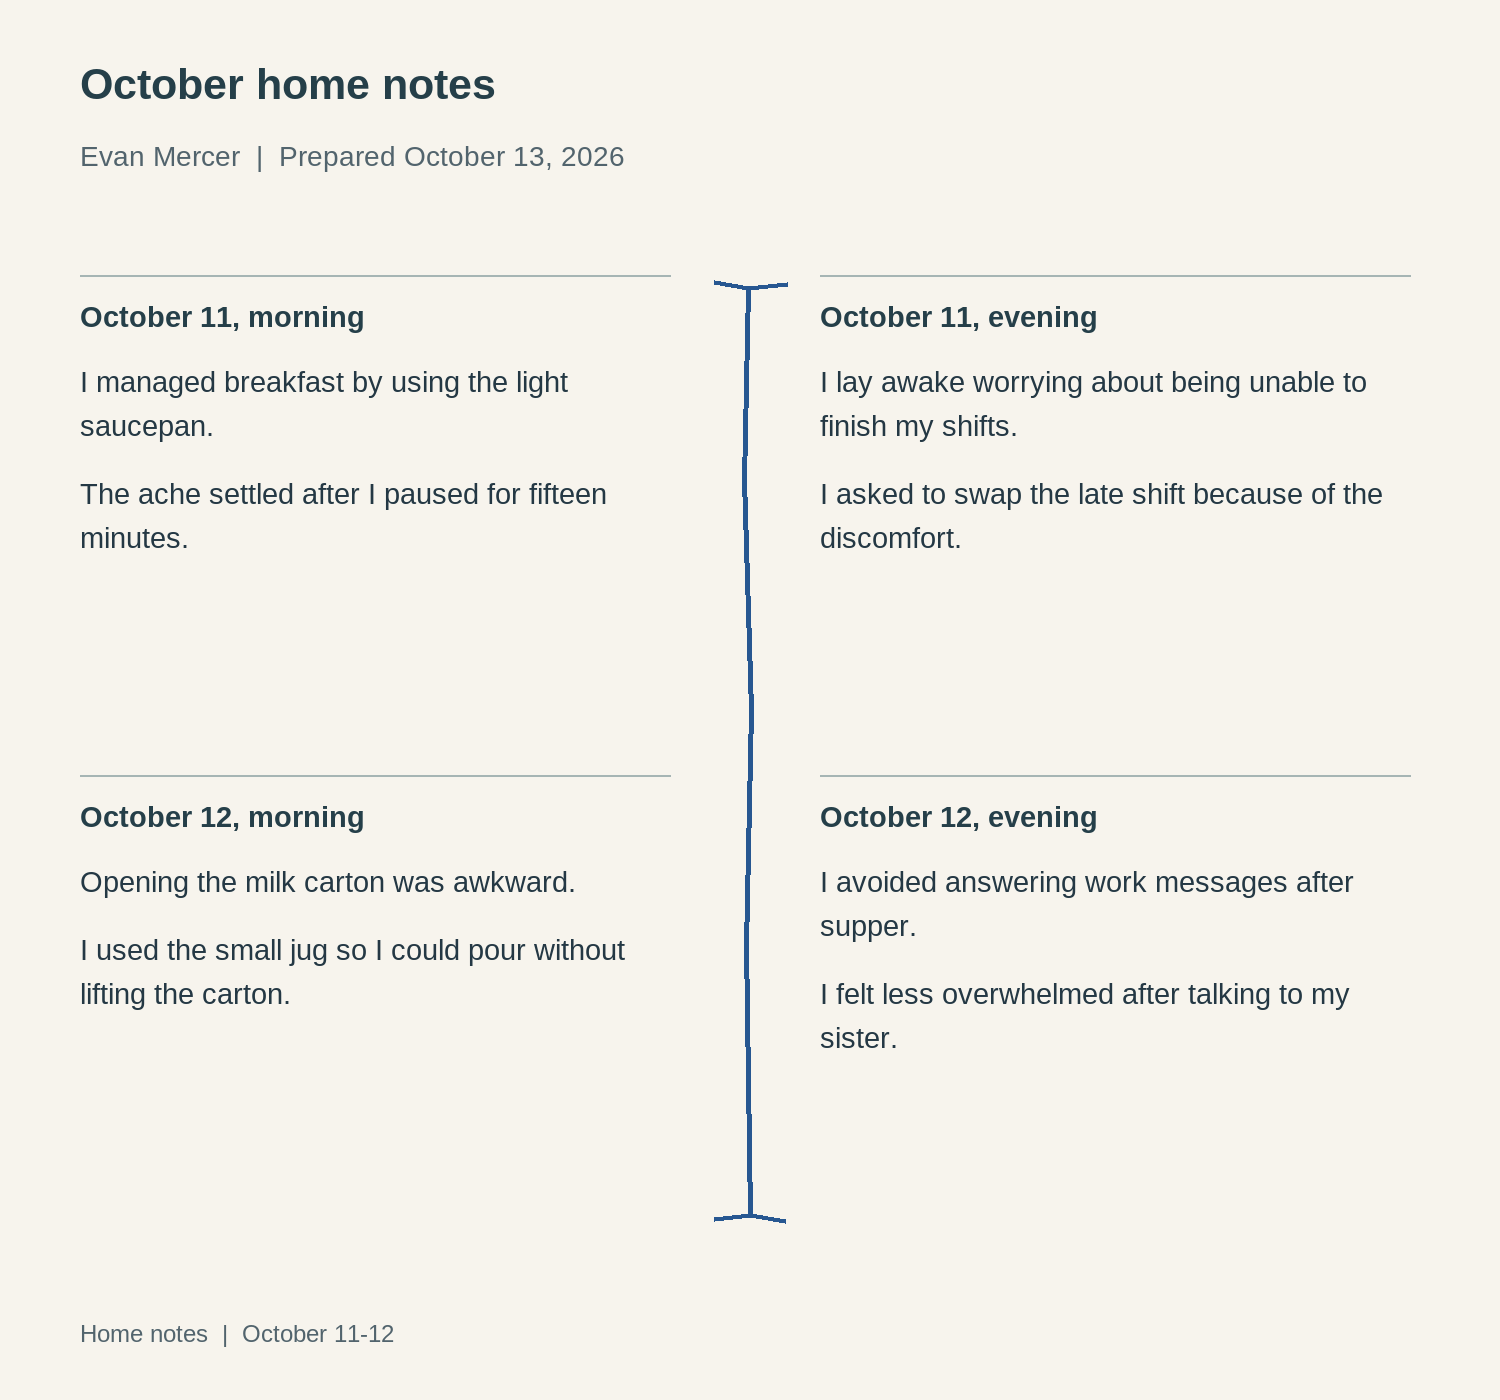 October home notes
Evan Mercer | Prepared October 13, 2026
October 11, morning
I managed breakfast by using the light
saucepan.
The ache settled after I paused for fifteen
minutes.
October 12, morning
Opening the milk carton was awkward.
I used the small jug so I could pour without
lifting the carton.
October 11, evening
I lay awake worrying about being unable to
finish my shifts.
I asked to swap the late shift because of the
discomfort.
October 12, evening
I avoided answering work messages after
supper.
I felt less overwhelmed after talking to my
sister.
Home notes | October 11-12